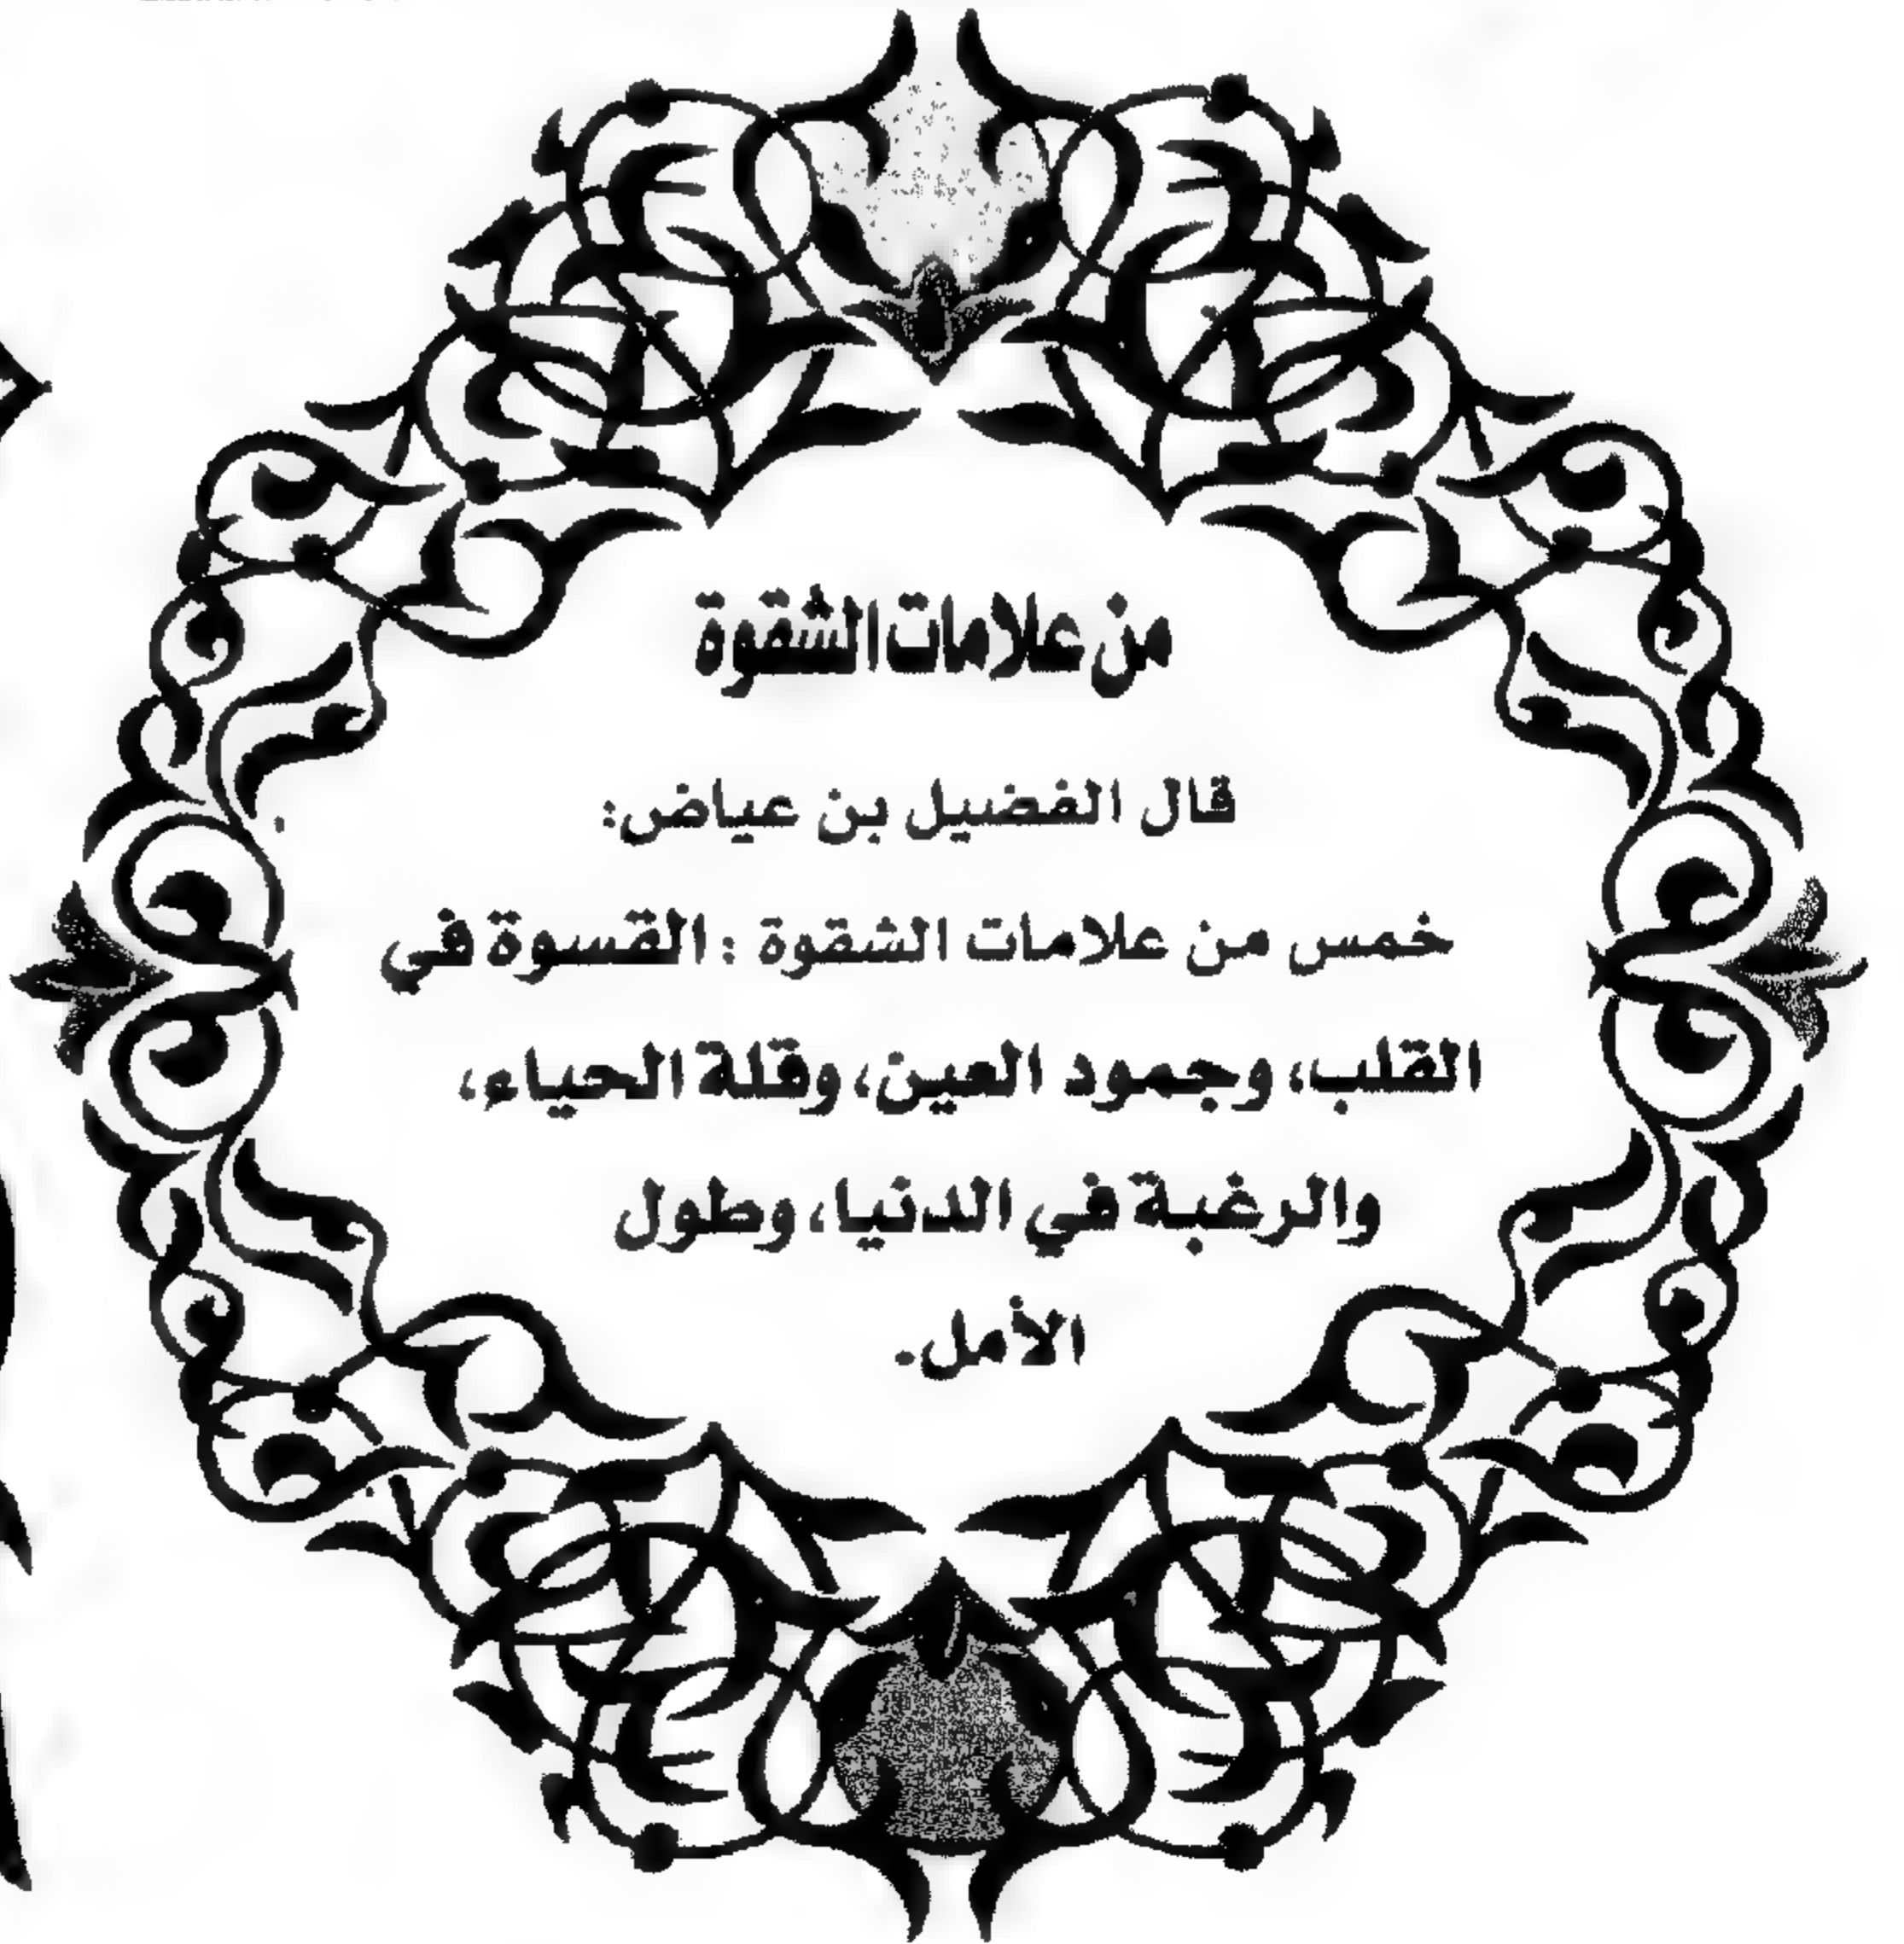 من علامات الشقوة
قال الفضيل بن عياض:
خمس من علامات الشقوة : القسوة في
القلب، وجمود العين، وقلة الحياء،
والرغبة في الدنيا، وطول
الأمل.